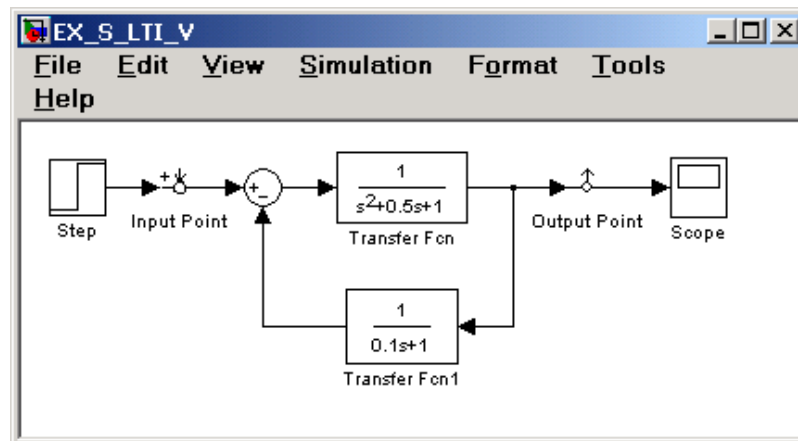 EX_S_LTI_V
File Edit View Simulation Format Tools
Help
Step
Input Point
+
+
−
1
s²+0.5s+1
Transfer Fcn
Output Point
Scope
1
0.1s+1
Transfer Fcn1